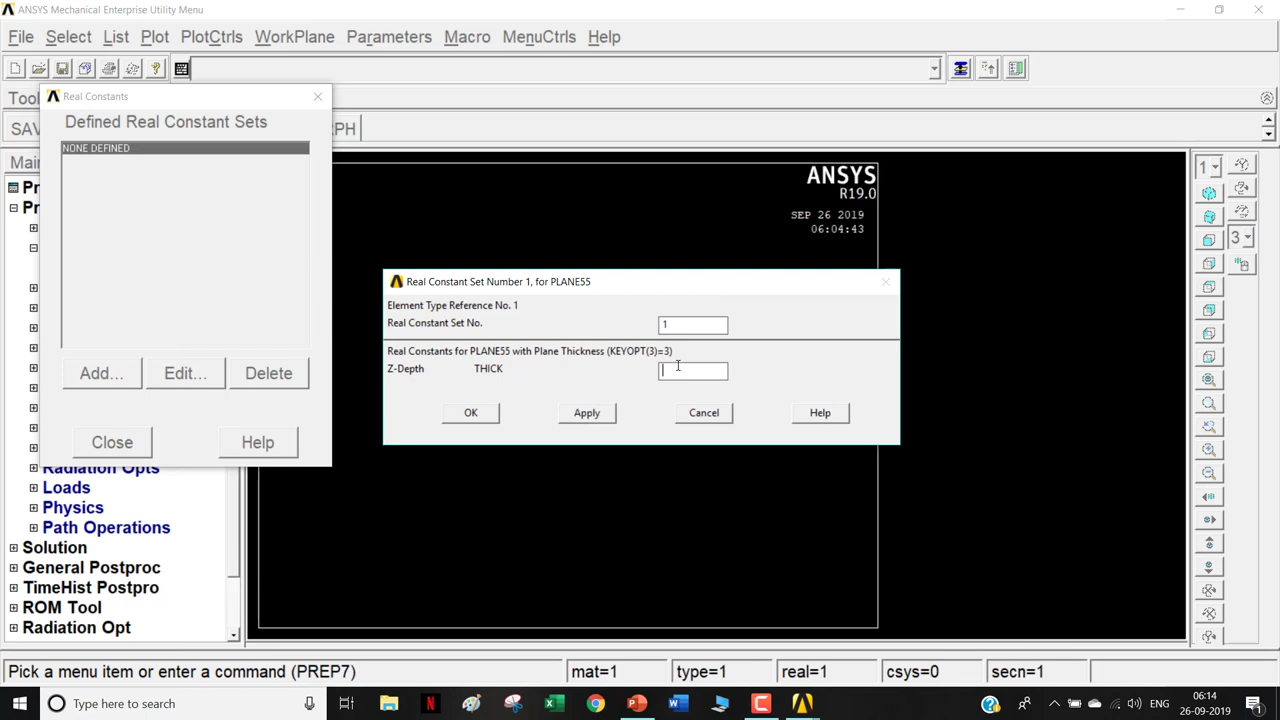 ANSYS Mechanical Enterprise Utility Menu
File Select List Plot PlotCtrls WorkPlane Parameters Macro MenuCtrls Help
Real Constants
Defined Real Constant Sets
NONE DEFINED
Add... Edit... Delete
Close Help
Radiation Opts
Loads
Physics
Path Operations
Solution
General Postproc
TimeHist Postpro
ROM Tool
Radiation Opt
ANSYS
R19.0
SEP 26 2019
06:04:43
1
3
Real Constant Set Number 1, for PLANE55
Element Type Reference No. 1
Real Constant Set No. 1
Real Constants for PLANE55 with Plane Thickness (KEYOPT(3)=3)
Z-Depth THICK
OK Apply Cancel Help
Pick a menu item or enter a command (PREP7) mat=1 type=1 real=1 csys=0 secn=1
Type here to search
ENG
06:14
26-09-2019